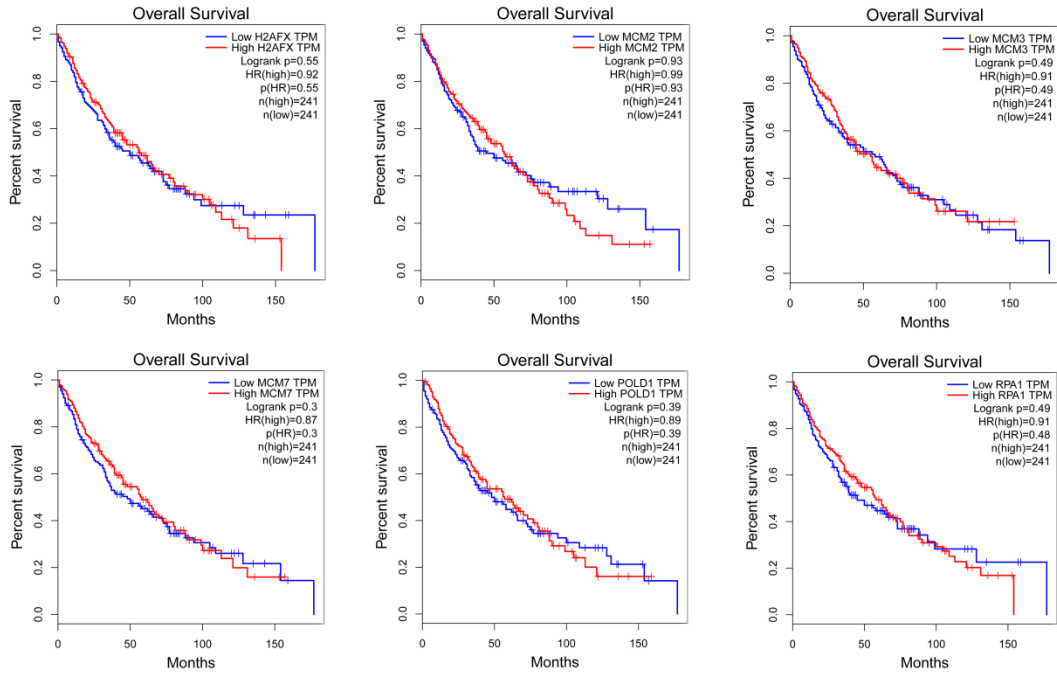 Overall Survival
Low H2AFX TPM
High H2AFX TPM
Logrank p=0.55
HR(high)=0.92
p(HR)=0.55
n(high)=241
n(low)=241
Percent survival
0.0
0.2
0.4
0.6
0.8
1.0
0 50 100 150
Months
Overall Survival
Low MCM2 TPM
High MCM2 TPM
Logrank p=0.93
HR(high)=0.99
p(HR)=0.93
n(high)=241
n(low)=241
Percent survival
0.0
0.2
0.4
0.6
0.8
1.0
0 50 100 150
Months
Overall Survival
Low MCM3 TPM
High MCM3 TPM
Logrank p=0.49
HR(high)=0.91
p(HR)=0.49
n(high)=241
n(low)=241
Percent survival
0.0
0.2
0.4
0.6
0.8
1.0
0 50 100 150
Months
Overall Survival
Low MCM7 TPM
High MCM7 TPM
Logrank p=0.3
HR(high)=0.87
p(HR)=0.3
n(high)=241
n(low)=241
Percent survival
0.0
0.2
0.4
0.6
0.8
1.0
0 50 100 150
Months
Overall Survival
Low POLD1 TPM
High POLD1 TPM
Logrank p=0.39
HR(high)=0.89
p(HR)=0.39
n(high)=241
n(low)=241
Percent survival
0.0
0.2
0.4
0.6
0.8
1.0
0 50 100 150
Months
Overall Survival
Low RPA1 TPM
High RPA1 TPM
Logrank p=0.49
HR(high)=0.91
p(HR)=0.48
n(high)=241
n(low)=241
Percent survival
0.0
0.2
0.4
0.6
0.8
1.0
0 50 100 150
Months